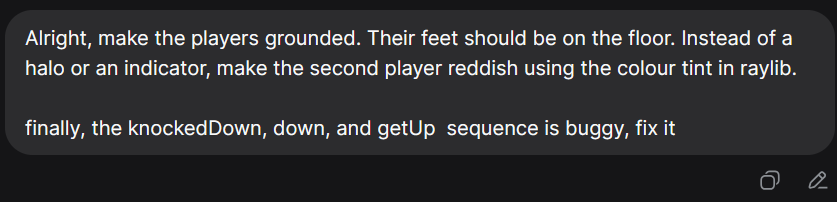 Alright, make the players grounded. Their feet should be on the floor. Instead of a
halo or an indicator, make the second player reddish using the colour tint in raylib.
finally, the knockedDown, down, and getUp  sequence is buggy, fix it